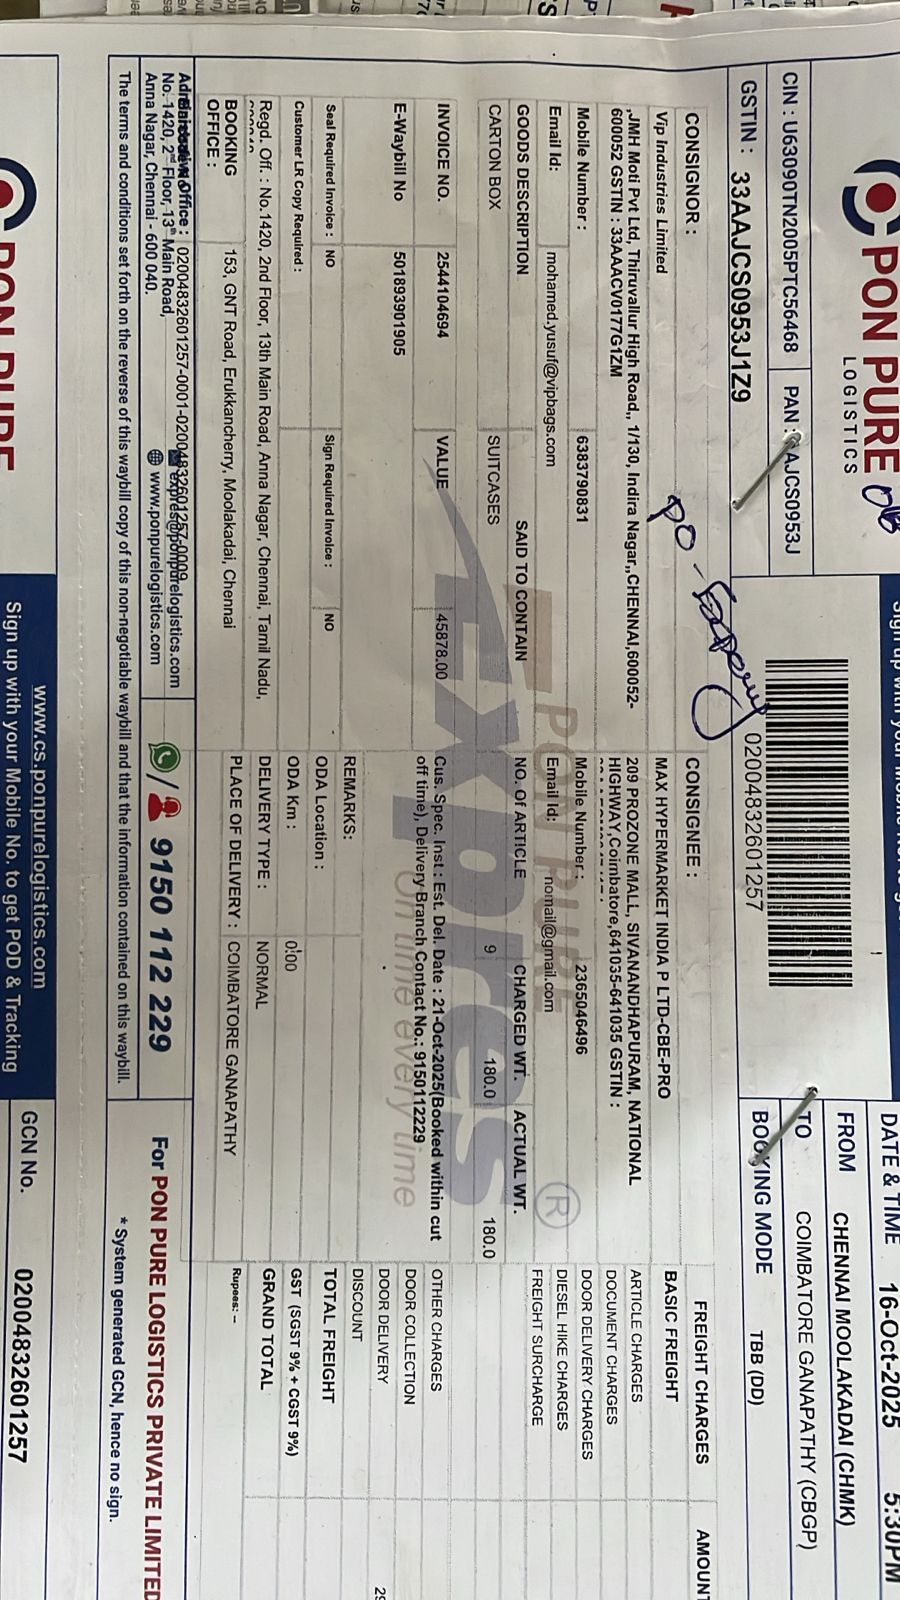 PON PURE
LOGISTICS
CIN : U63090TN2005PTC56468
PAN : AJCS0953J
GSTIN : 33AAJCS0953J1Z9
02004832601257
DATE & TIME 16-Oct-2025 5:30PM
FROM CHENNAI MOOLAKADAI (CHMK)
TO COIMBATORE GANAPATHY (CBGP)
BOOKING MODE TBB (DD)
PO -
CONSIGNOR :
Vip Industries Limited
,JMH Moti Pvt Ltd, Thiruvallur High Road,, 1/130, Indira Nagar,,CHENNAI,600052-
600052 GSTIN : 33AAACV0177G1ZM
Mobile Number : 6383790831
Email Id: mohamed.yusuf@vipbags.com
CONSIGNEE :
MAX HYPERMARKET INDIA P LTD-CBE-PRO
209 PROZONE MALL, SIVANANDHAPURAM, NATIONAL
HIGHWAY,Coimbatore,641035-641035 GSTIN :
Mobile Number : 2365046496
Email Id: nomail@gmail.com
GOODS DESCRIPTION SAID TO CONTAIN NO. Of ARTICLE CHARGED WT. ACTUAL WT.
CARTON BOX SUITCASES 9 180.0 180.0
INVOICE NO. 2544104694 VALUE 45878.00
E-Waybill No 501893901905
Cus. Spec. Inst : Est. Del. Date : 21-Oct-2025(Booked within cut
off time), Delivery Branch Contact No.: 9150112229
Seal Required Invoice : NO Sign Required Invoice : NO
Customer LR Copy Required :
REMARKS:
ODA Location :
ODA Km : 0.00
DELIVERY TYPE : NORMAL
PLACE OF DELIVERY : COIMBATORE GANAPATHY
Regd. Off. : No.1420, 2nd Floor, 13th Main Road, Anna Nagar, Chennai, Tamil Nadu,
BOOKING
OFFICE :
153, GNT Road, Erukkancherry, Moolakadai, Chennai
FREIGHT CHARGES AMOUNT
BASIC FREIGHT
ARTICLE CHARGES
DOCUMENT CHARGES
DOOR DELIVERY CHARGES
DIESEL HIKE CHARGES
FREIGHT SURCHARGE
OTHER CHARGES
DOOR COLLECTION
DOOR DELIVERY
DISCOUNT
TOTAL FREIGHT
GST (SGST 9% + CGST 9%)
GRAND TOTAL
Rupees: --
PON PURE
Express
On time every time
Office : 02004832601257-0001-02004832601257-0009
No. 1420, 2nd Floor, 13th Main Road,
Anna Nagar, Chennai - 600 040.
express@ponpurelogistics.com
www.ponpurelogistics.com
/ 9150 112 229
For PON PURE LOGISTICS PRIVATE LIMITED
* System generated GCN, hence no sign.
The terms and conditions set forth on the reverse of this waybill copy of this non-negotiable waybill and that the information contained on this waybill.
PON PURE
www.cs.ponpurelogistics.com
Sign up with your Mobile No. to get POD & Tracking
GCN No. 02004832601257